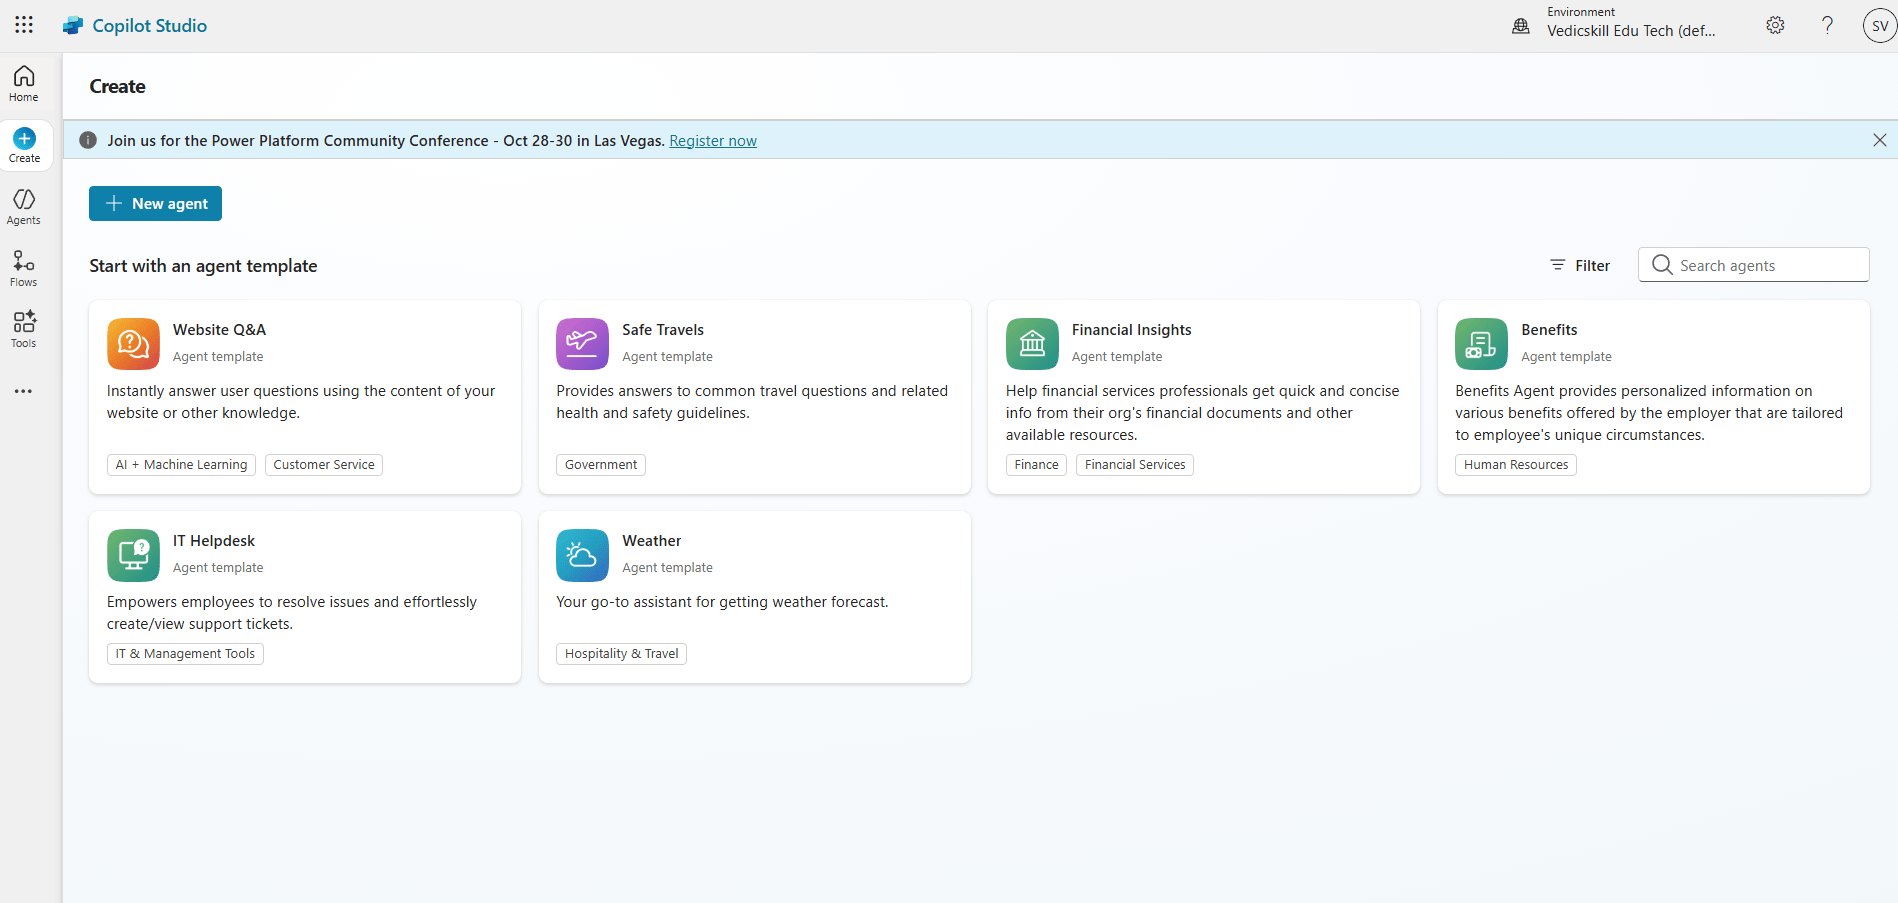 Copilot Studio
Environment
Vedicskill Edu Tech (def...
SV
Home
Create
Agents
Flows
Tools
Create
Join us for the Power Platform Community Conference - Oct 28-30 in Las Vegas. Register now
New agent
Start with an agent template
Filter
Search agents
Website Q&A
Agent template
Instantly answer user questions using the content of your
website or other knowledge.
AI + Machine Learning
Customer Service
Safe Travels
Agent template
Provides answers to common travel questions and related
health and safety guidelines.
Government
Financial Insights
Agent template
Help financial services professionals get quick and concise
info from their org's financial documents and other
available resources.
Finance
Financial Services
Benefits
Agent template
Benefits Agent provides personalized information on
various benefits offered by the employer that are tailored
to employee's unique circumstances.
Human Resources
IT Helpdesk
Agent template
Empowers employees to resolve issues and effortlessly
create/view support tickets.
IT & Management Tools
Weather
Agent template
Your go-to assistant for getting weather forecast.
Hospitality & Travel